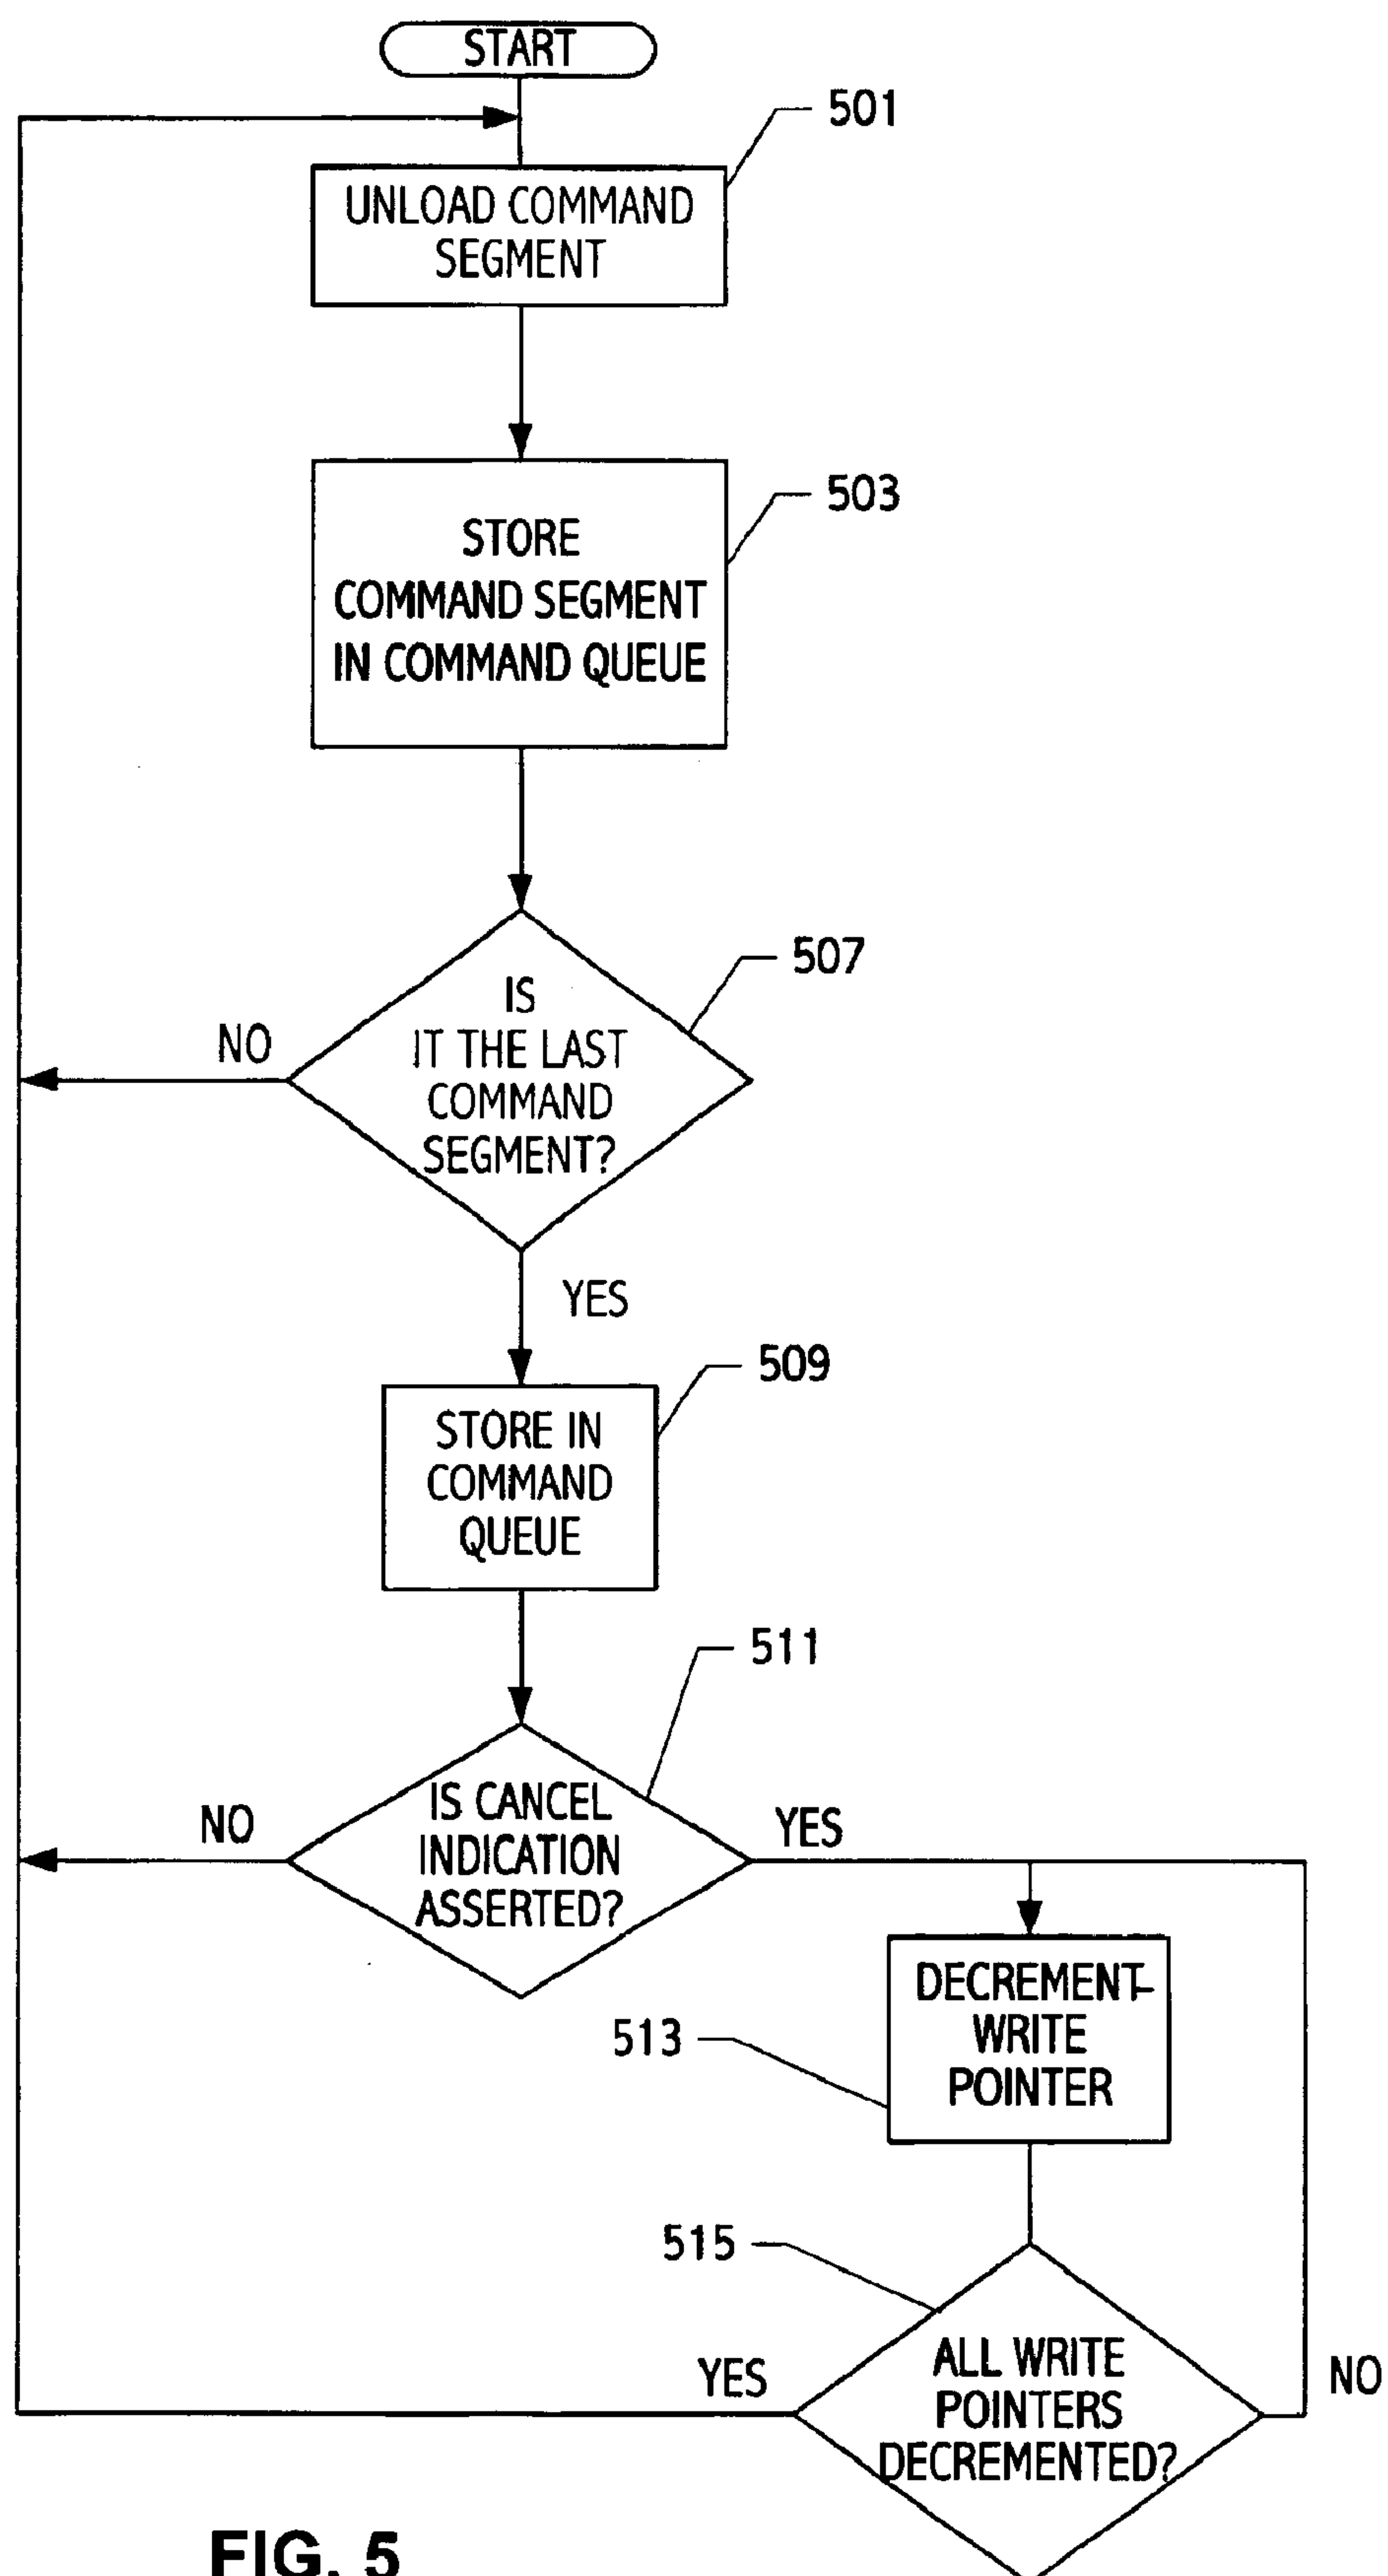 START
501
UNLOAD COMMAND
SEGMENT
503
STORE
COMMAND SEGMENT
IN COMMAND QUEUE
507
IS
IT THE LAST
COMMAND
SEGMENT?
NO
YES
509
STORE IN
COMMAND
QUEUE
511
IS CANCEL
INDICATION
ASSERTED?
NO
YES
DECREMENT-
WRITE
POINTER
513
515
ALL WRITE
POINTERS
DECREMENTED?
YES
NO
FIG. 5